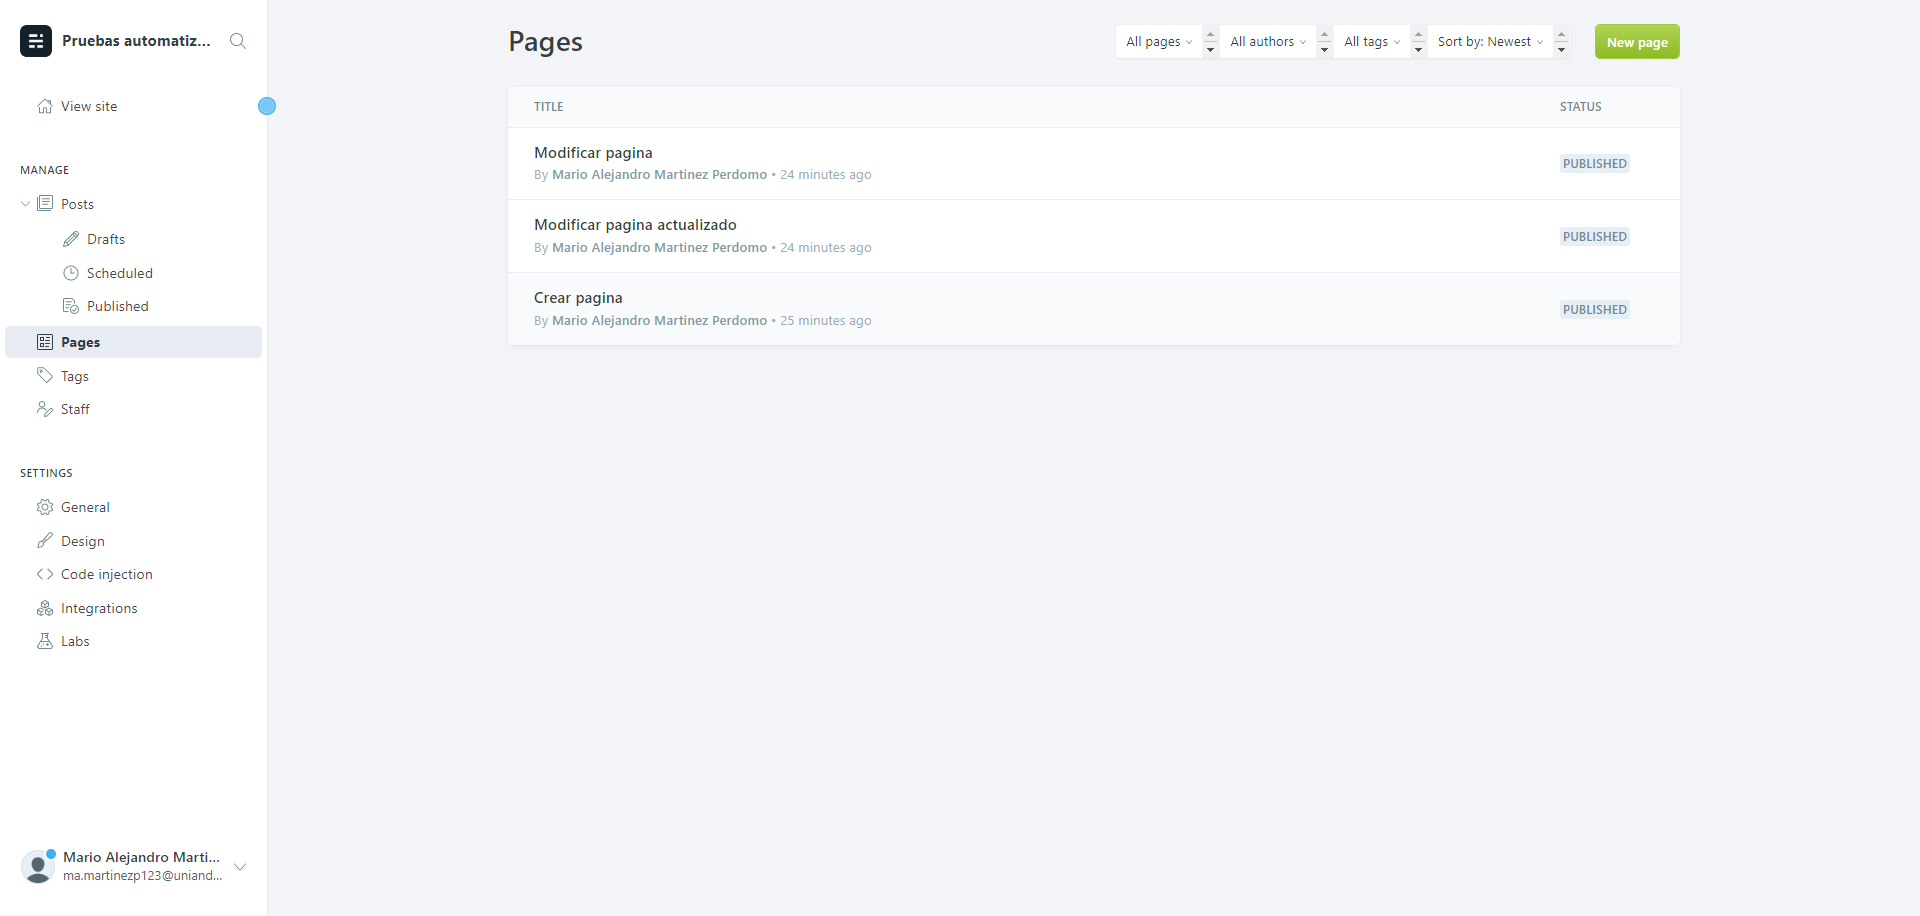 Pruebas automatiz...
View site
MANAGE
Posts
Drafts
Scheduled
Published
Pages
Tags
Staff
SETTINGS
General
Design
Code injection
Integrations
Labs
Mario Alejandro Marti...
ma.martinezp123@uniand...
Pages
All pages
All authors
All tags
Sort by: Newest
New page
TITLE STATUS
Modificar pagina
By Mario Alejandro Martinez Perdomo • 24 minutes ago
PUBLISHED
Modificar pagina actualizado
By Mario Alejandro Martinez Perdomo • 24 minutes ago
PUBLISHED
Crear pagina
By Mario Alejandro Martinez Perdomo • 25 minutes ago
PUBLISHED